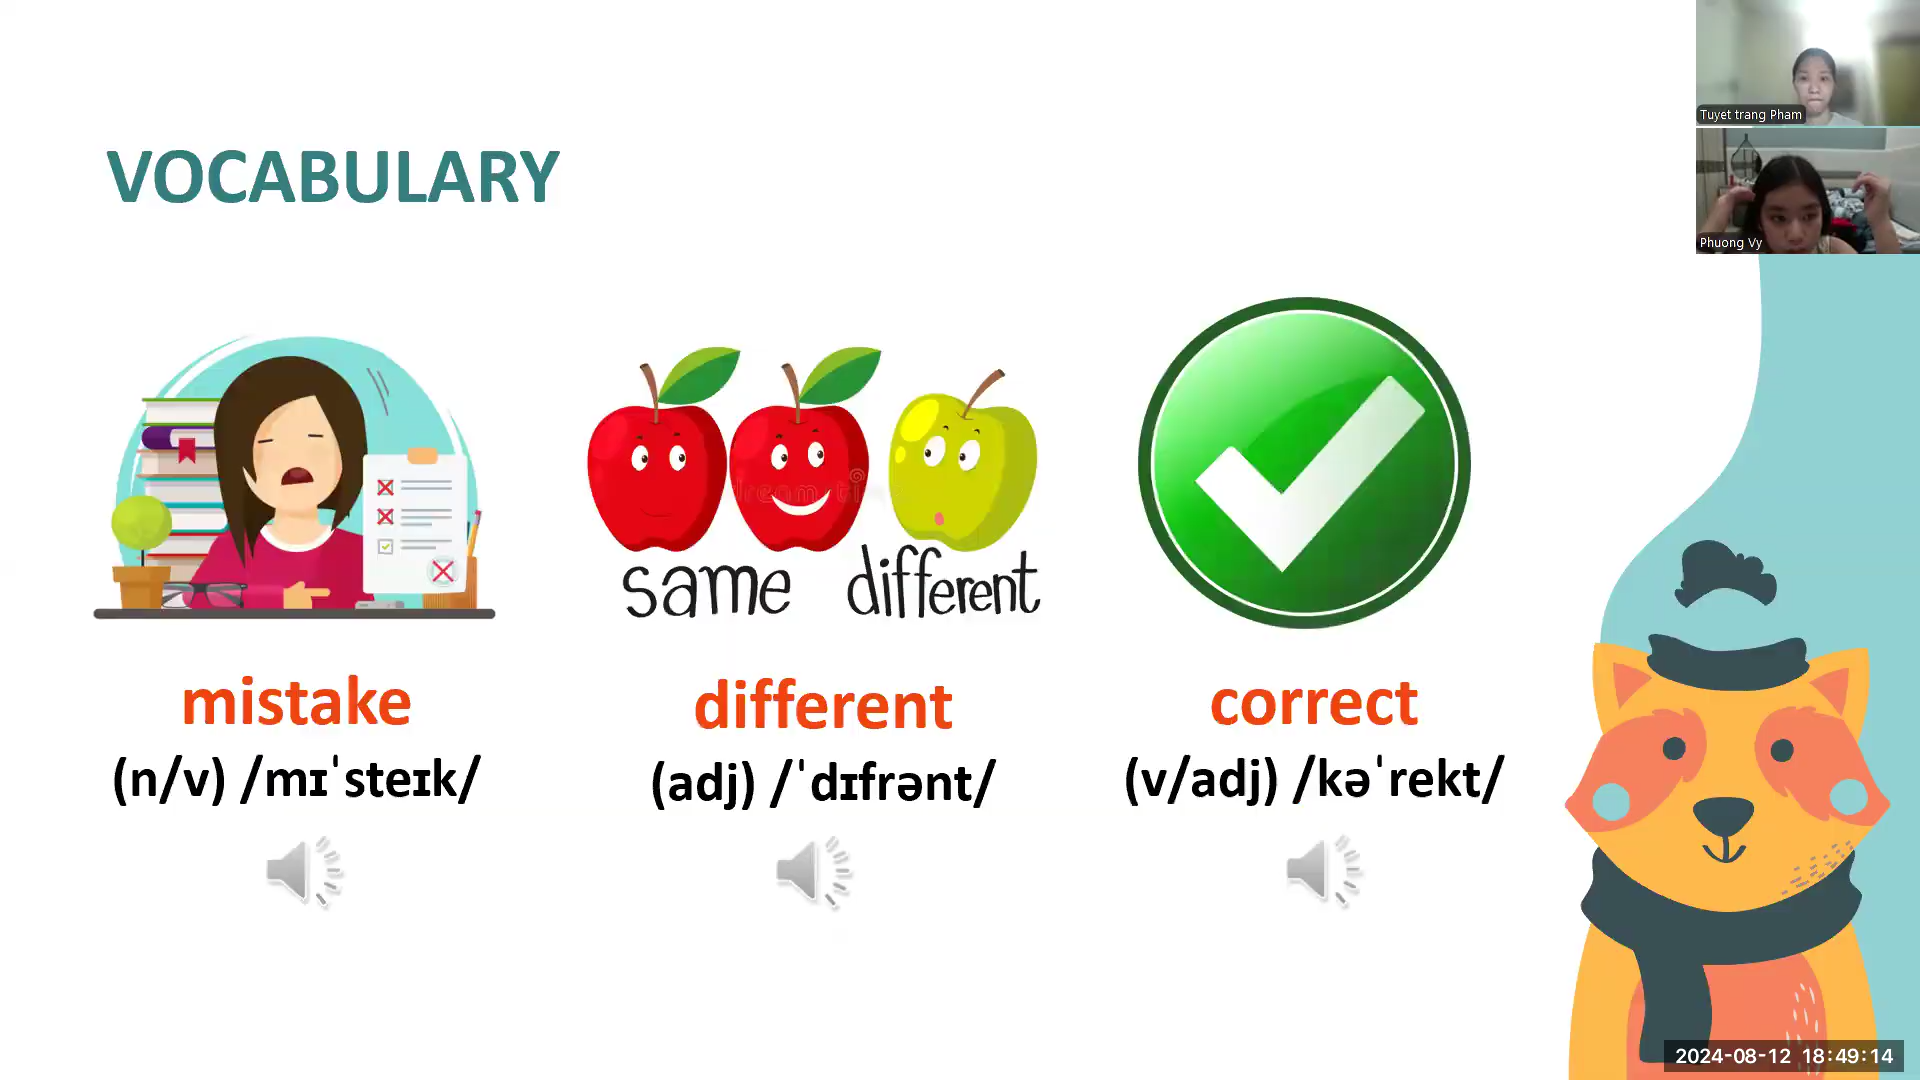 Tuyet trang Pham
VOCABULARY
Phuong Vy
same different
mistake different correct
(n/v) /mɪˈsteɪk/ (adj) /ˈdɪfrənt/ (v/adj) /kəˈrekt/
2024-08-12 18:49:14